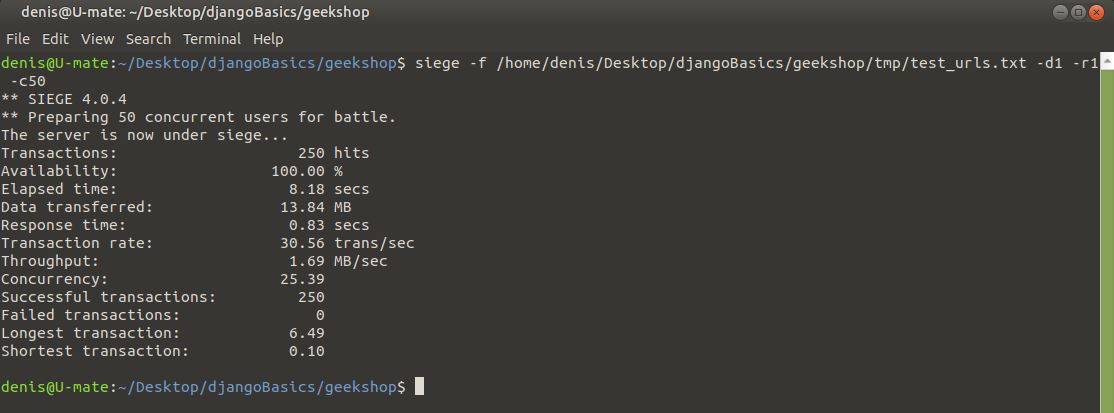 denis@U-mate: ~/Desktop/djangoBasics/geekshop
File Edit View Search Terminal Help
denis@U-mate:~/Desktop/djangoBasics/geekshop$ siege -f /home/denis/Desktop/djangoBasics/geekshop/tmp/test_urls.txt -d1 -r1
 -c50
** SIEGE 4.0.4
** Preparing 50 concurrent users for battle.
The server is now under siege...
Transactions:                    250 hits
Availability:                 100.00 %
Elapsed time:                   8.18 secs
Data transferred:              13.84 MB
Response time:                  0.83 secs
Transaction rate:              30.56 trans/sec
Throughput:                     1.69 MB/sec
Concurrency:                   25.39
Successful transactions:         250
Failed transactions:               0
Longest transaction:            6.49
Shortest transaction:           0.10
denis@U-mate:~/Desktop/djangoBasics/geekshop$